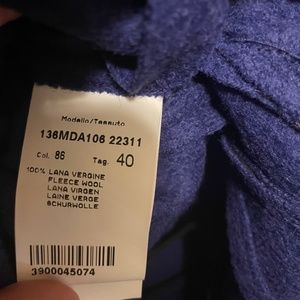 Modello/Tessuto
136MDA106 22311
Col. 86 Tag. 40
100% LANA VERGINE
FLEECE WOOL
LANA VIRGEN
LAINE VERGE
SCHURWOLLE
3900045074